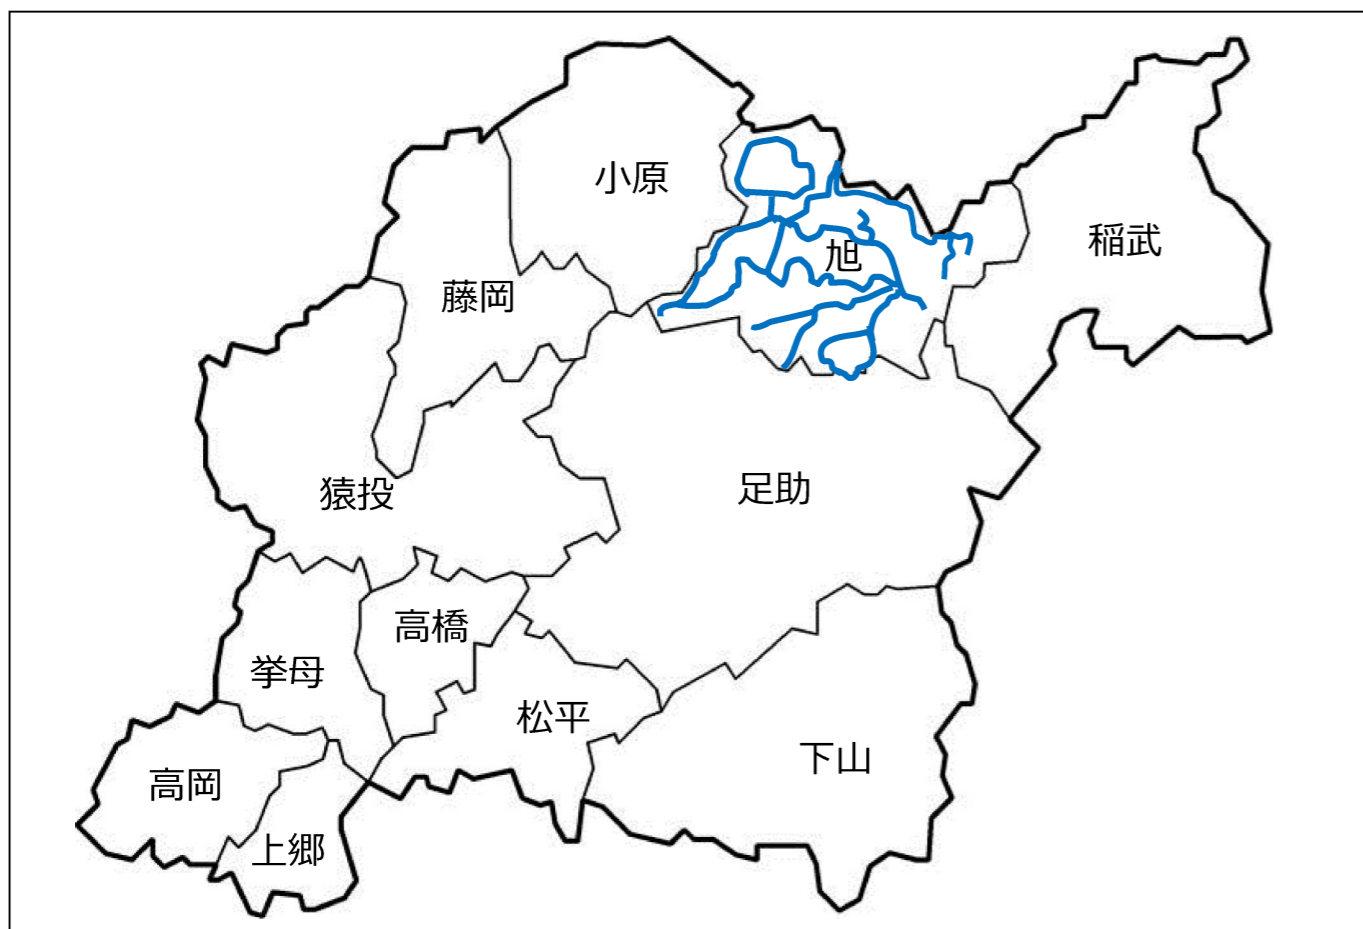 小原
旭
稲武
藤岡
猿投
足助
高橋
挙母
松平
下山
高岡
上郷